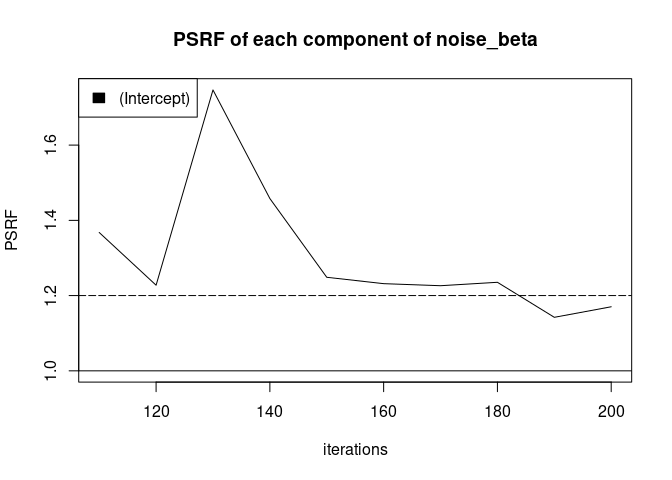 PSRF of each component of noise_beta
(Intercept)
PSRF
1.6
1.4
1.2
1.0
120 140 160 180 200
iterations